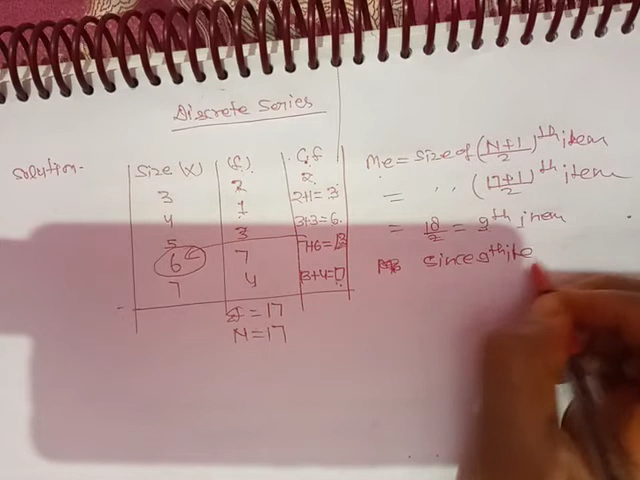 Discrete Series
Solution-
Size (X) (f) C.f
3 2 2
4 1 2+1=3
5 3 3+3=6
6 7 7+6=13
7 4 13+4=17
Σf=17
N=17
Me = Size of (N+1/2)th item
= ,, (17+1/2)th item
= 18/2 = 9th item
since 9th ite